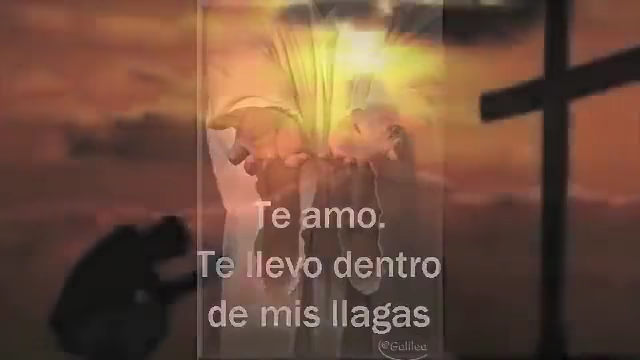 Te amo.
Te llevo dentro
de mis llagas
@Galilea